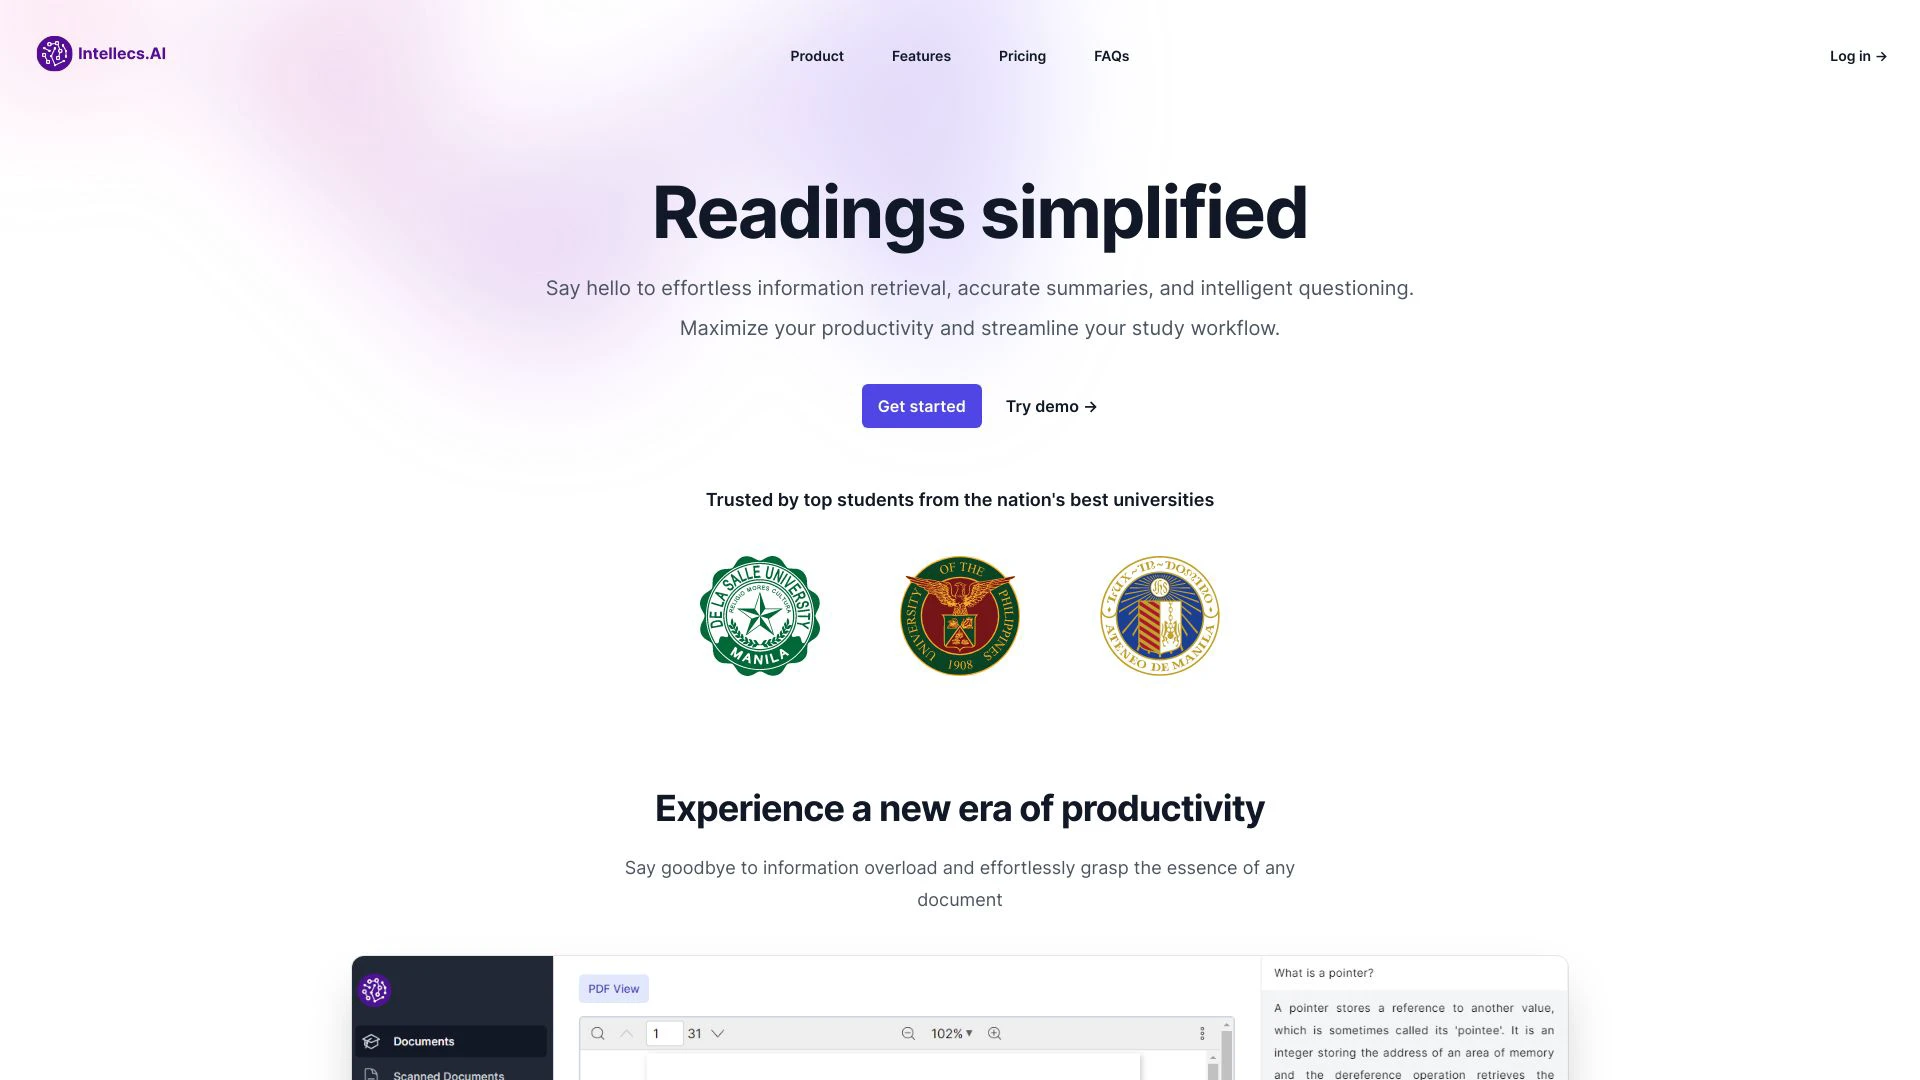 Intellecs.AI
Product Features Pricing FAQs
Log in →
Readings simplified
Say hello to effortless information retrieval, accurate summaries, and intelligent questioning.
Maximize your productivity and streamline your study workflow.
Get started
Try demo →
Trusted by top students from the nation's best universities
DE LA SALLE UNIVERSITY
RELIGIO MORES CULTURA
MANILA
UNIVERSITY OF THE PHILIPPINES
1908
LUX~IN~DOMINO
IHS
ATENEO DE MANILA
Experience a new era of productivity
Say goodbye to information overload and effortlessly grasp the essence of any
document
PDF View
1 31
102%
Documents
Scanned Documents
What is a pointer?
A pointer stores a reference to another value,
which is sometimes called its 'pointee'. It is an
integer storing the address of an area of memory
and the dereference operation retrieves the